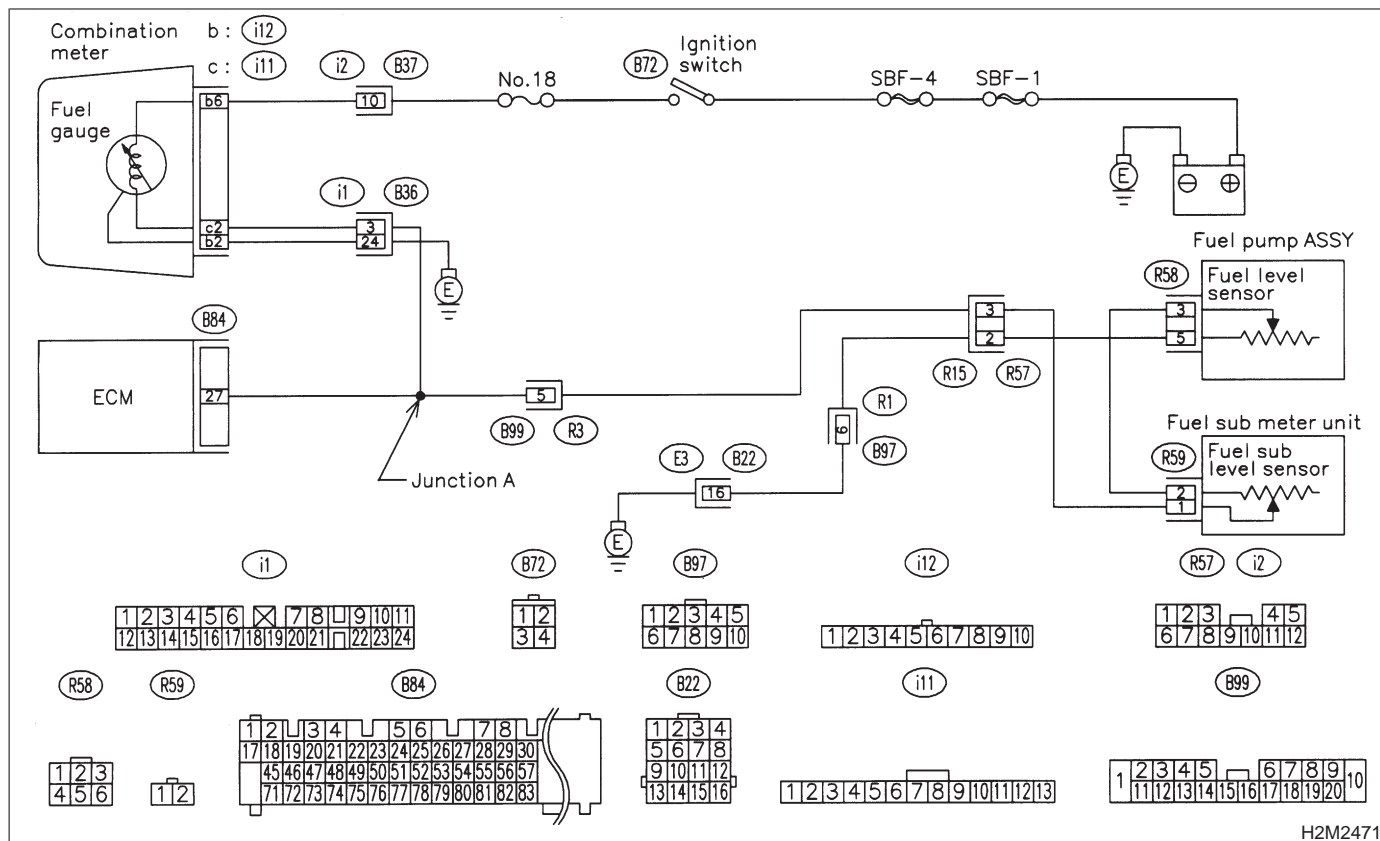 Combination meter
b : i12
c : i11
i2
B37
No.18
B72
Ignition switch
SBF-4
SBF-1
b6
10
Fuel gauge
E
⊖ ⊕
i1
B36
c2
3
b2
24
E
Fuel pump ASSY
R58
Fuel level sensor
3
5
B84
ECM
27
3
2
R15
R57
5
B99
R3
R1
6
B97
Junction A
E3
B22
16
E
Fuel sub meter unit
R59
Fuel sub level sensor
2
1
i1
B72
B97
i12
R57
i2
1 2 3 4 5 6 7 8 9 10 11
12 13 14 15 16 17 18 19 20 21 22 23 24
1 2
3 4
1 2 3 4 5
6 7 8 9 10
1 2 3 4 5 6 7 8 9 10
1 2 3 4 5
6 7 8 9 10 11 12
R58
R59
B84
B22
i11
B99
1 2 3
4 5 6
1 2
1 2 3 4 5 6 7 8
17 18 19 20 21 22 23 24 25 26 27 28 29 30
45 46 47 48 49 50 51 52 53 54 55 56 57
71 72 73 74 75 76 77 78 79 80 81 82 83
1 2 3 4
5 6 7 8
9 10 11 12
13 14 15 16
1 2 3 4 5 6 7 8 9 10 11 12 13
1 2 3 4 5 6 7 8 9 10
11 12 13 14 15 16 17 18 19 20
H2M2471